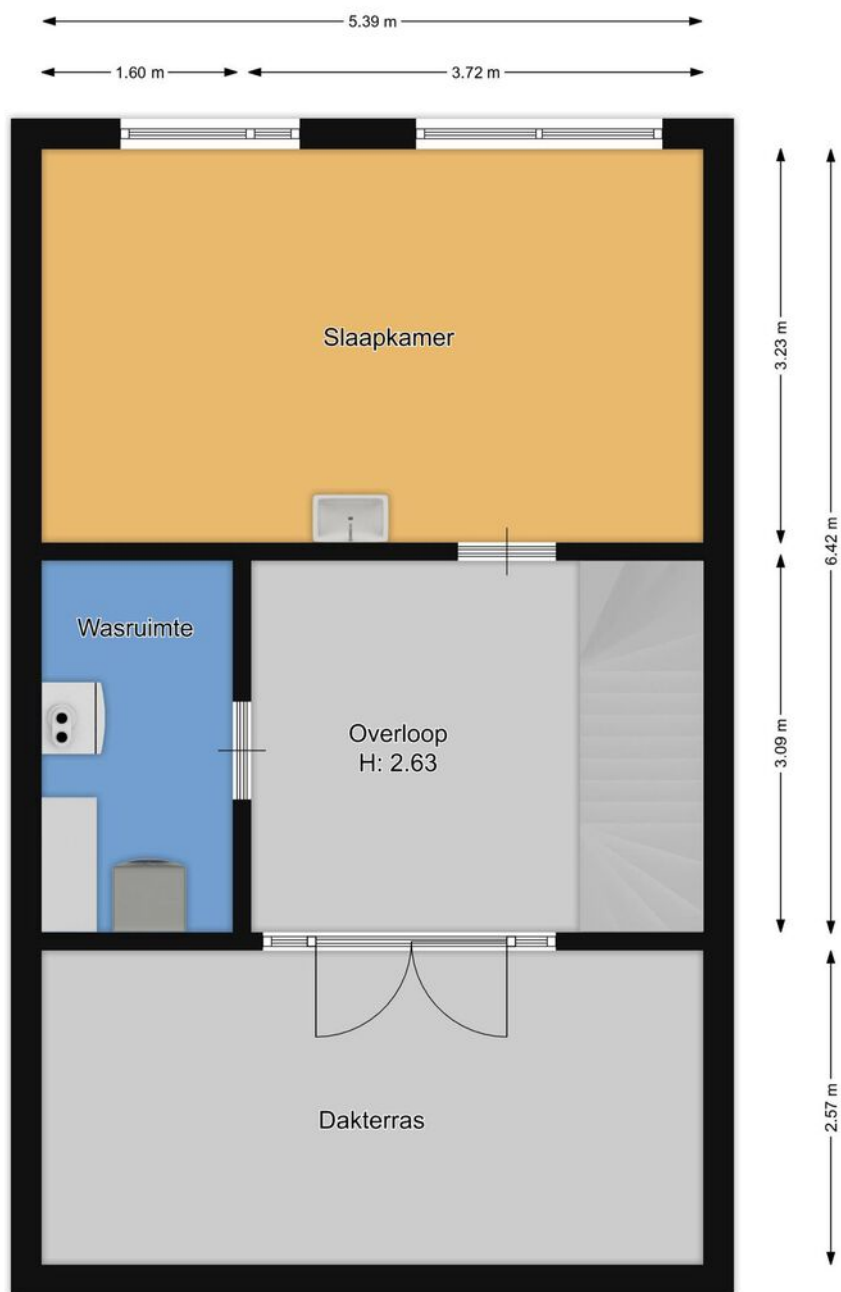 5.39 m
1.60 m
3.72 m
Slaapkamer
3.23 m
6.42 m
Wasruimte
Overloop
H: 2.63
3.09 m
Dakterras
2.57 m